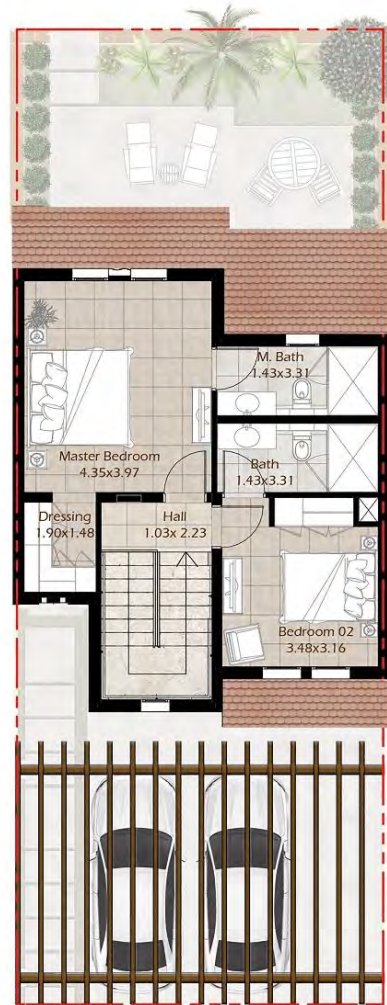 M. Bath
1.43x3.31
Master Bedroom
4.35x3.97
Bath
1.43x3.31
Dressing
1.90x1.48
Hall
1.03x 2.23
Bedroom 02
3.48x3.16